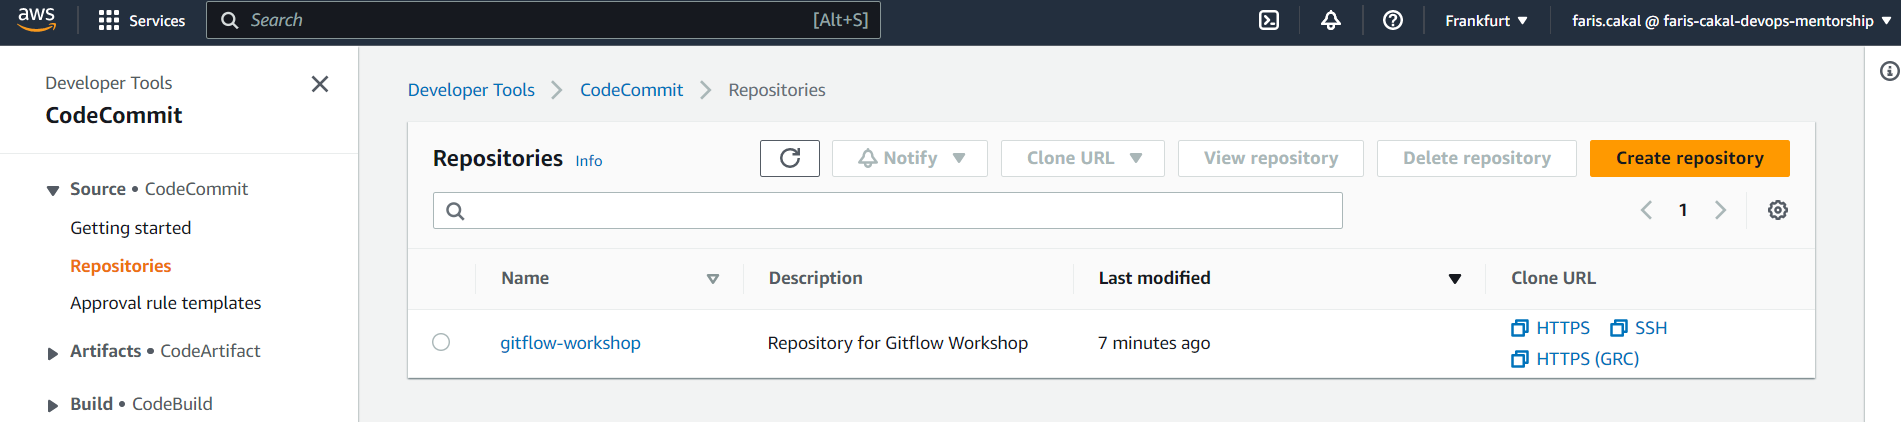 aws Services Search [Alt+S] Frankfurt faris.cakal @ faris-cakal-devops-mentorship
Developer Tools
CodeCommit
Source • CodeCommit
Getting started
Repositories
Approval rule templates
Artifacts • CodeArtifact
Build • CodeBuild
Developer Tools CodeCommit Repositories
Repositories Info Notify Clone URL View repository Delete repository Create repository
1
Name Description Last modified Clone URL
gitflow-workshop Repository for Gitflow Workshop 7 minutes ago HTTPS SSH
HTTPS (GRC)